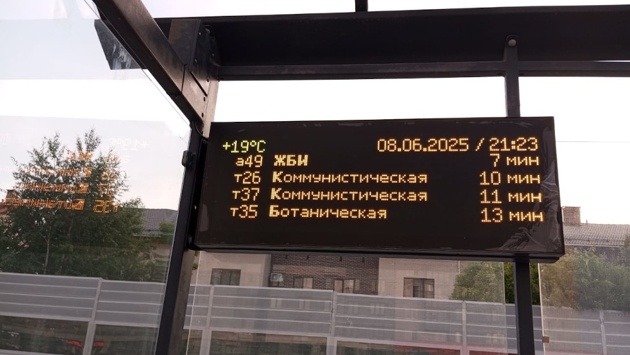 +19°C 08.06.2025 / 21:23
а49 ЖБИ 7 мин
т26 Коммунистическая 10 мин
т37 Коммунистическая 11 мин
т35 Ботаническая 13 мин